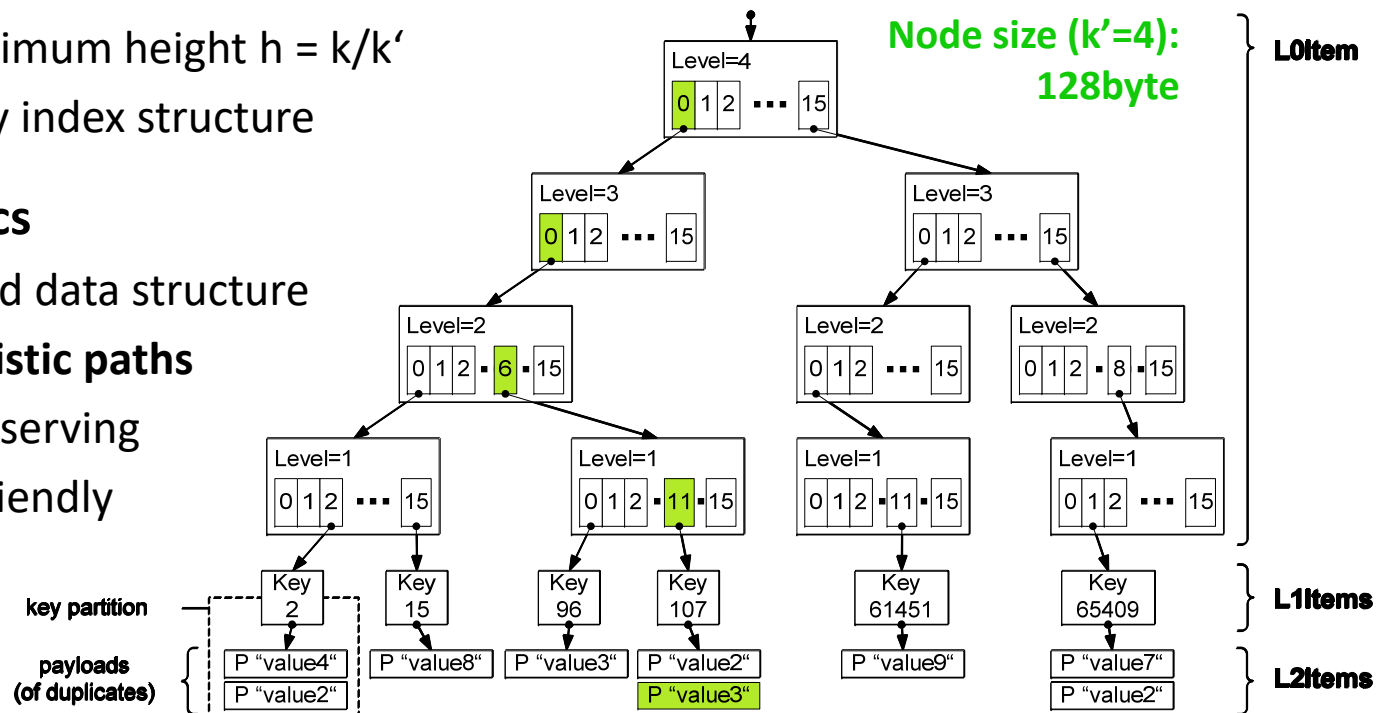 imum height h = k/k‘
y index structure
cs
d data structure
istic paths
serving
iendly
Node size (k’=4):
128byte
L0Item
Level=4
0 1 2 ▪▪▪ 15
Level=3
0 1 2 ▪▪▪ 15
Level=3
0 1 2 ▪▪▪ 15
Level=2
0 1 2 ▪ 6 ▪ 15
Level=2
0 1 2 ▪▪▪ 15
Level=2
0 1 2 ▪ 8 ▪ 15
Level=1
0 1 2 ▪▪▪ 15
Level=1
0 1 2 ▪ 11 ▪ 15
Level=1
0 1 2 ▪ 11 ▪ 15
Level=1
0 1 2 ▪▪▪ 15
key partition
Key
2
Key
15
Key
96
Key
107
Key
61451
Key
65409
L1Items
payloads
(of duplicates)
P “value4“
P “value2“
P “value8“
P “value3“
P “value2“
P “value3“
P “value9“
P “value7“
P “value2“
L2Items